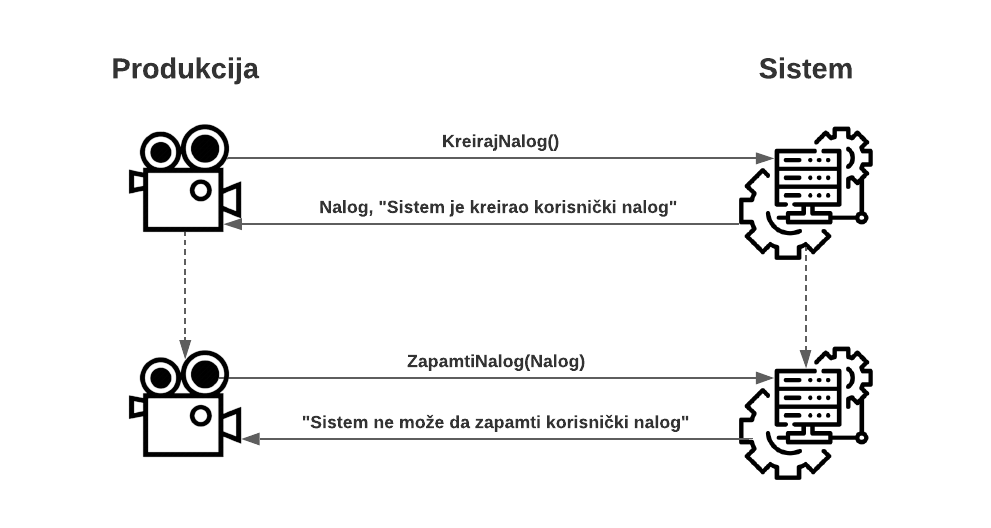 Produkcija
Sistem
KreirajNalog()
Nalog, "Sistem je kreirao korisnički nalog"
ZapamtiNalog(Nalog)
"Sistem ne može da zapamti korisnički nalog"